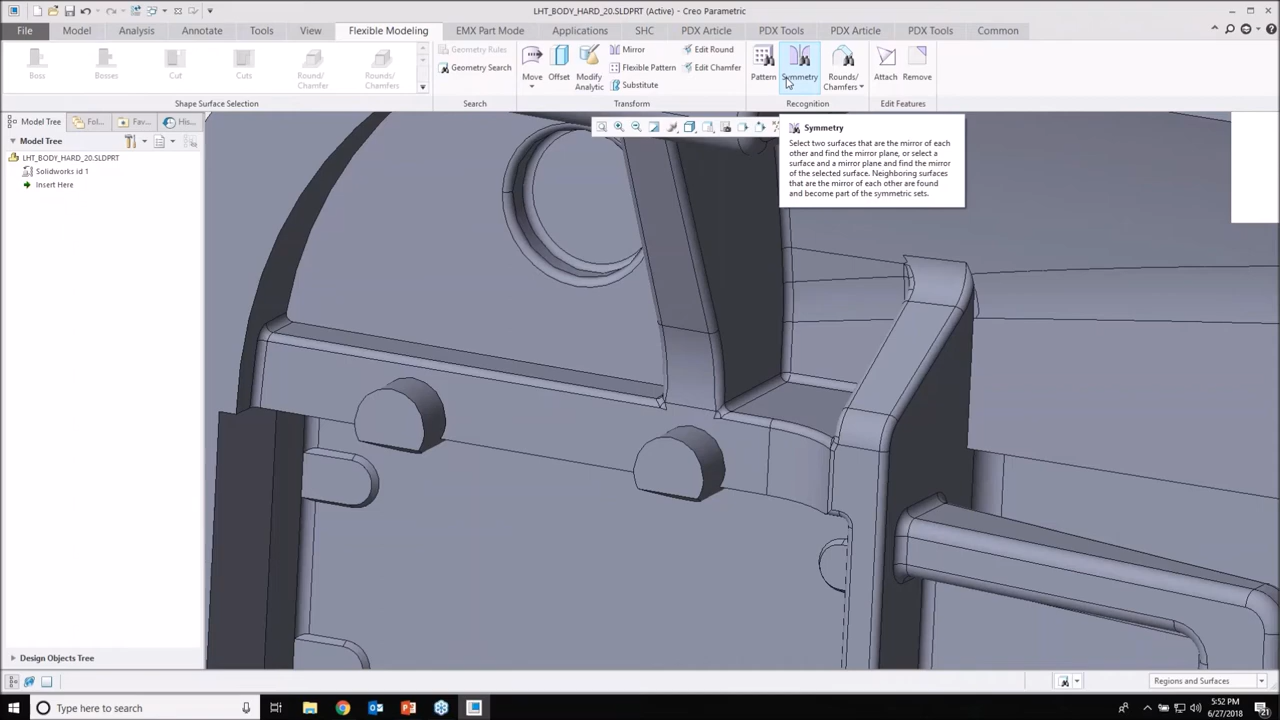 LHT_BODY_HARD_20.SLDPRT (Active) - Creo Parametric
File
Model
Analysis
Annotate
Tools
View
Flexible Modeling
EMX Part Mode
Applications
SHC
PDX Article
PDX Tools
PDX Article
PDX Tools
Common
Boss
Bosses
Cut
Cuts
Round/
Chamfer
Rounds/
Chamfers
Shape Surface Selection
Geometry Rules
Geometry Search
Search
Move
Offset
Modify
Analytic
Mirror
Flexible Pattern
Substitute
Edit Round
Edit Chamfer
Transform
Pattern
Symmetry
Rounds/
Chamfers
Recognition
Attach
Remove
Edit Features
Model Tree
Fol...
Fav...
His...
LHT_BODY_HARD_20.SLDPRT
Solidworks id 1
Insert Here
Symmetry
Select two surfaces that are the mirror of each
other and find the mirror plane, or select a
surface and a mirror plane and find the mirror
of the selected surface. Neighboring surfaces
that are the mirror of each other are found
and become part of the symmetric sets.
Design Objects Tree
Regions and Surfaces
Type here to search
5:52 PM
6/27/2018
21